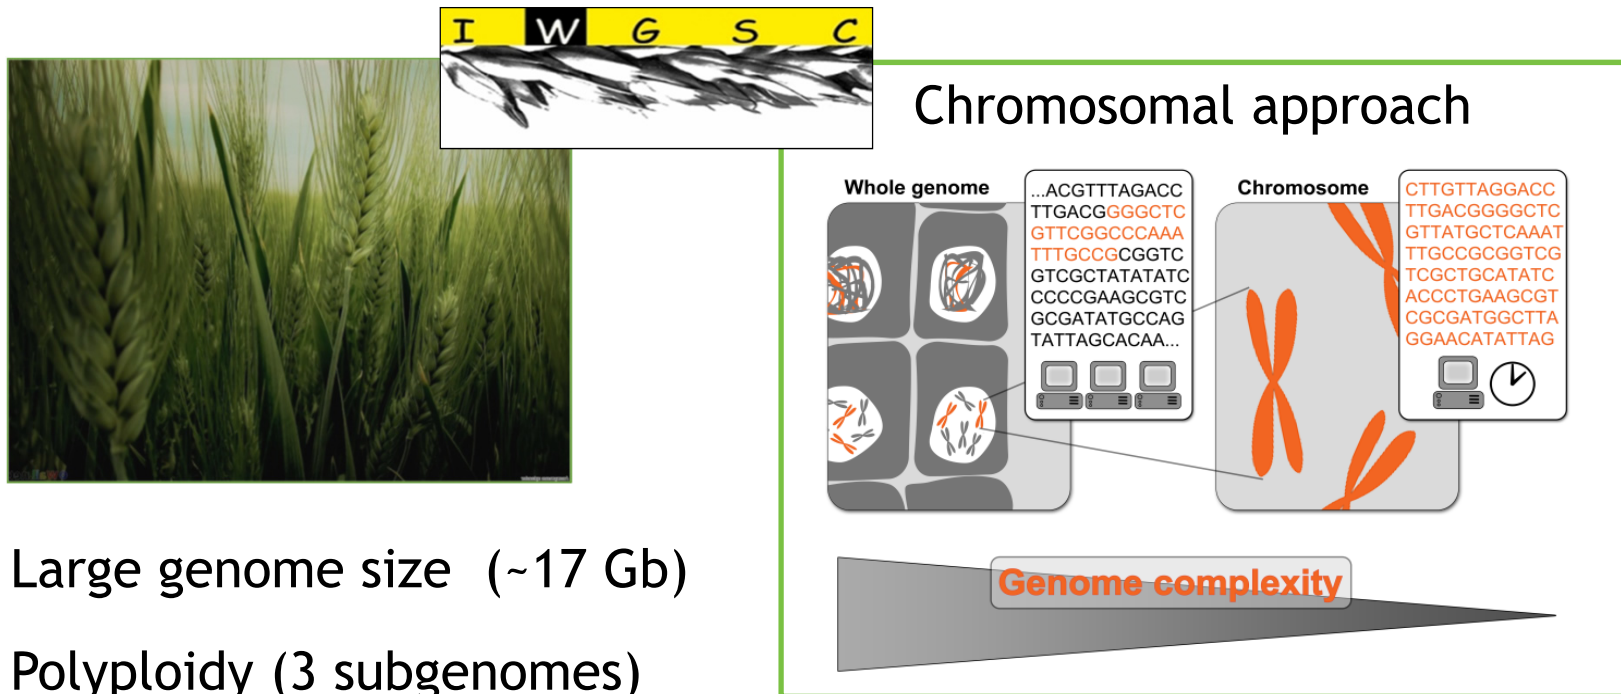 I W G S C
Chromosomal approach
Whole genome
...ACGTTTAGACC
TTGACGGGGCTC
GTTCGGCCCAAA
TTTGCCGCGGTC
GTCGCTATATATC
CCCCGAAGCGTC
GCGATATGCCAG
TATTAGCACAA...
Chromosome
CTTGTTAGGACC
TTGACGGGGCTC
GTTATGCTCAAAT
TTGCCGCGGTCG
TCGCTGCATATC
ACCCTGAAGCGT
CGCGATGGCTTA
GGAACATATTAG
Genome complexity
Large genome size (~17 Gb)
Polyploidy (3 subgenomes)